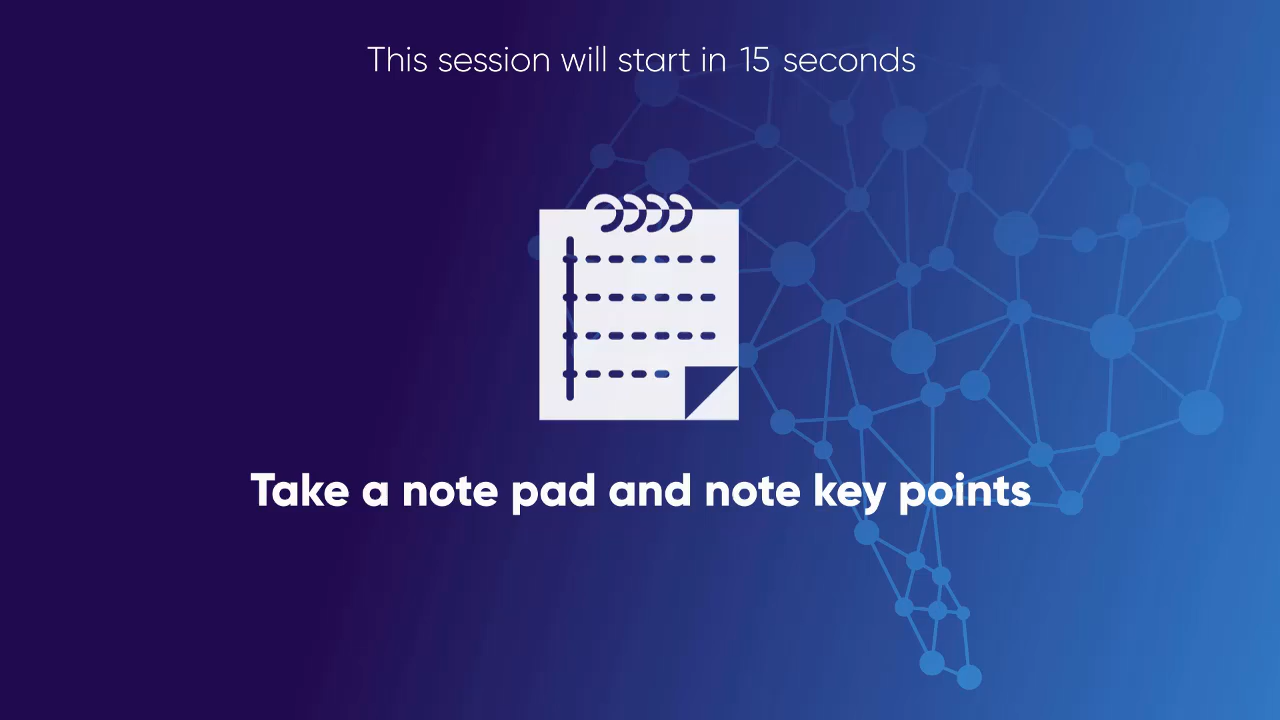 This session will start in 15 seconds
Take a note pad and note key points